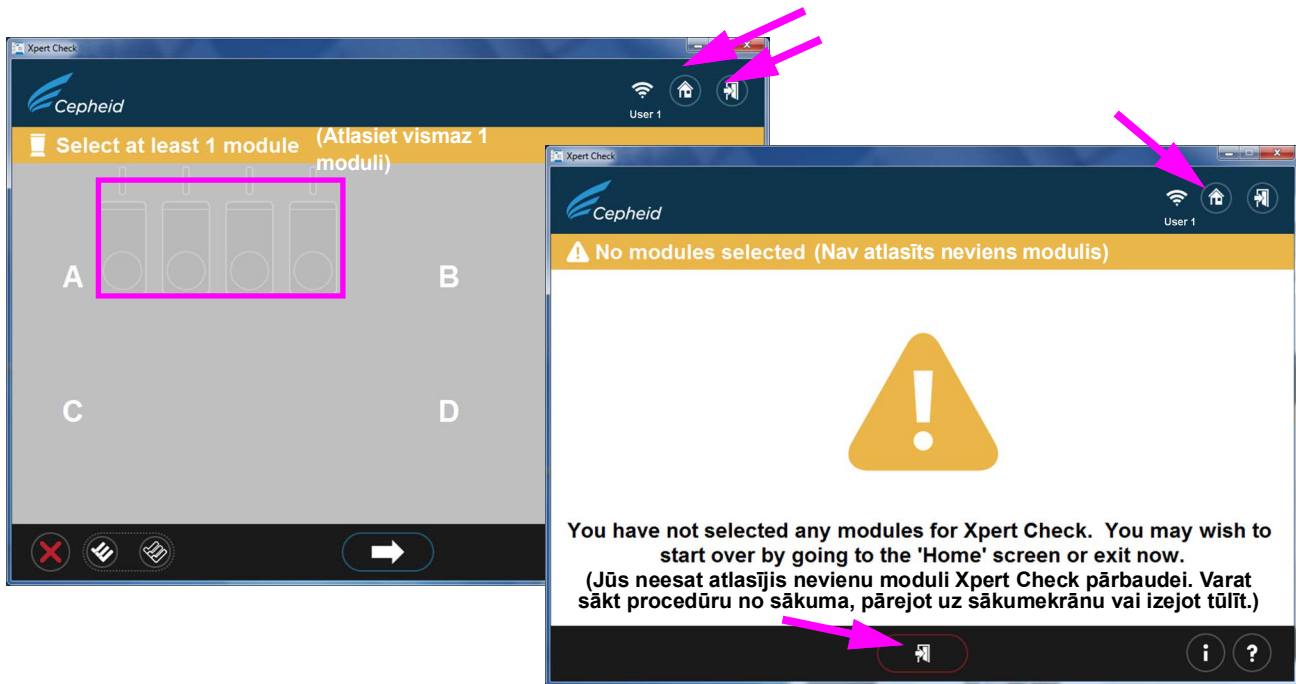 Xpert Check
Cepheid
User 1
Select at least 1 module (Atlasiet vismaz 1
moduli)
A
B
C
D
Xpert Check
Cepheid
User 1
No modules selected (Nav atlasīts neviens modulis)
You have not selected any modules for Xpert Check. You may wish to
start over by going to the 'Home' screen or exit now.
(Jūs neesat atlasījis nevienu moduli Xpert Check pārbaudei. Varat
sākt procedūru no sākuma, pārejot uz sākumekrānu vai izejot tūlīt.)
i ?